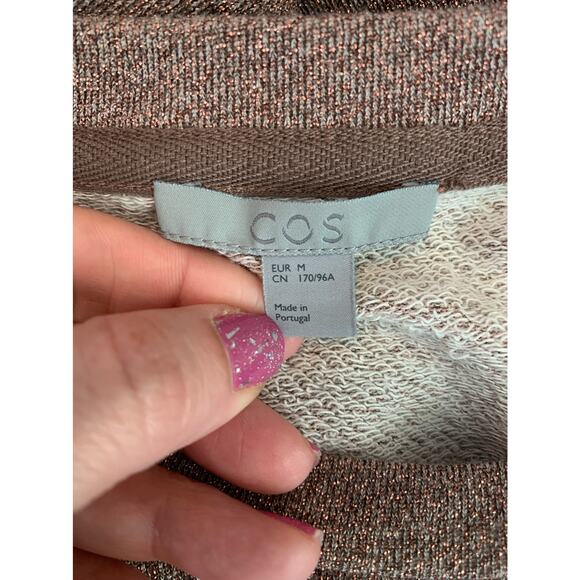 COS
EUR M
CN 170/96A
Made in
Portugal